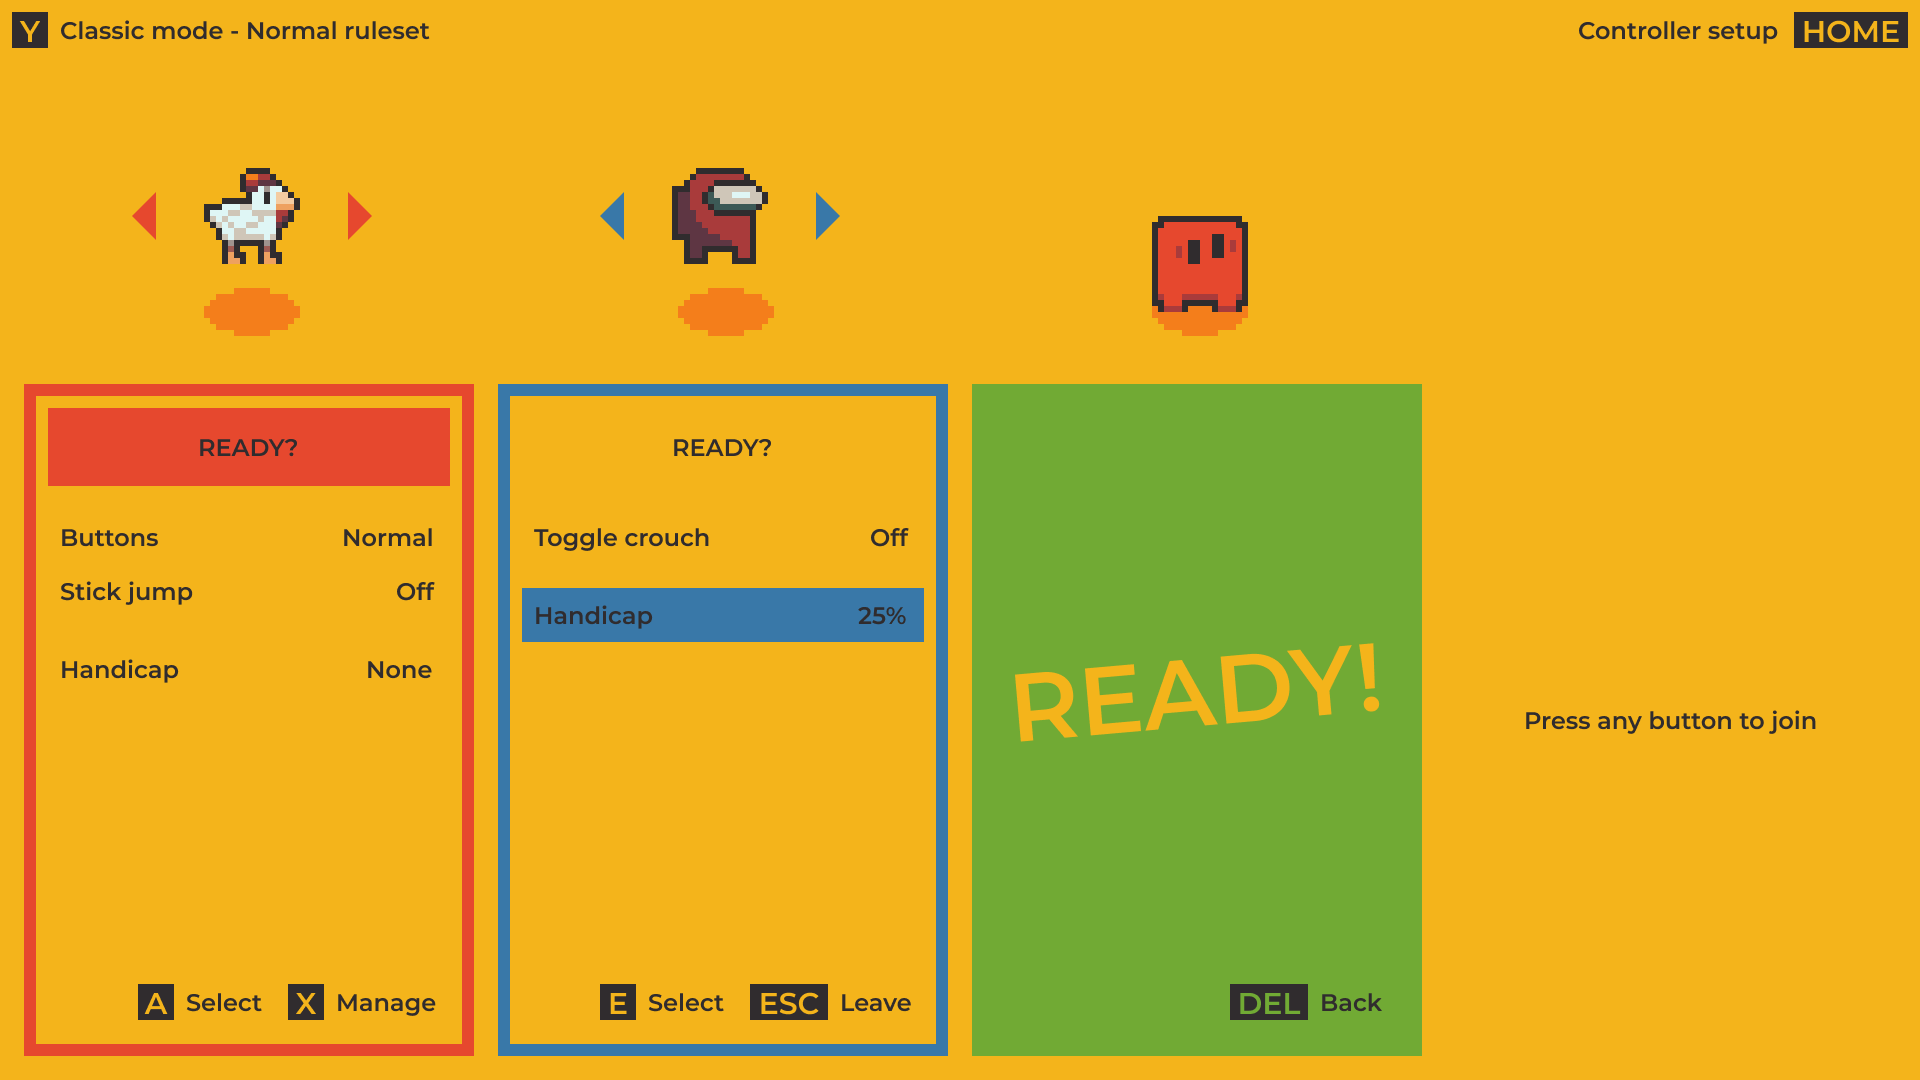 Y Classic mode - Normal ruleset
Controller setup HOME
READY?
Buttons Normal
Stick jump Off
Handicap None
A Select X Manage
READY?
Toggle crouch Off
Handicap 25%
E Select ESC Leave
READY!
DEL Back
Press any button to join